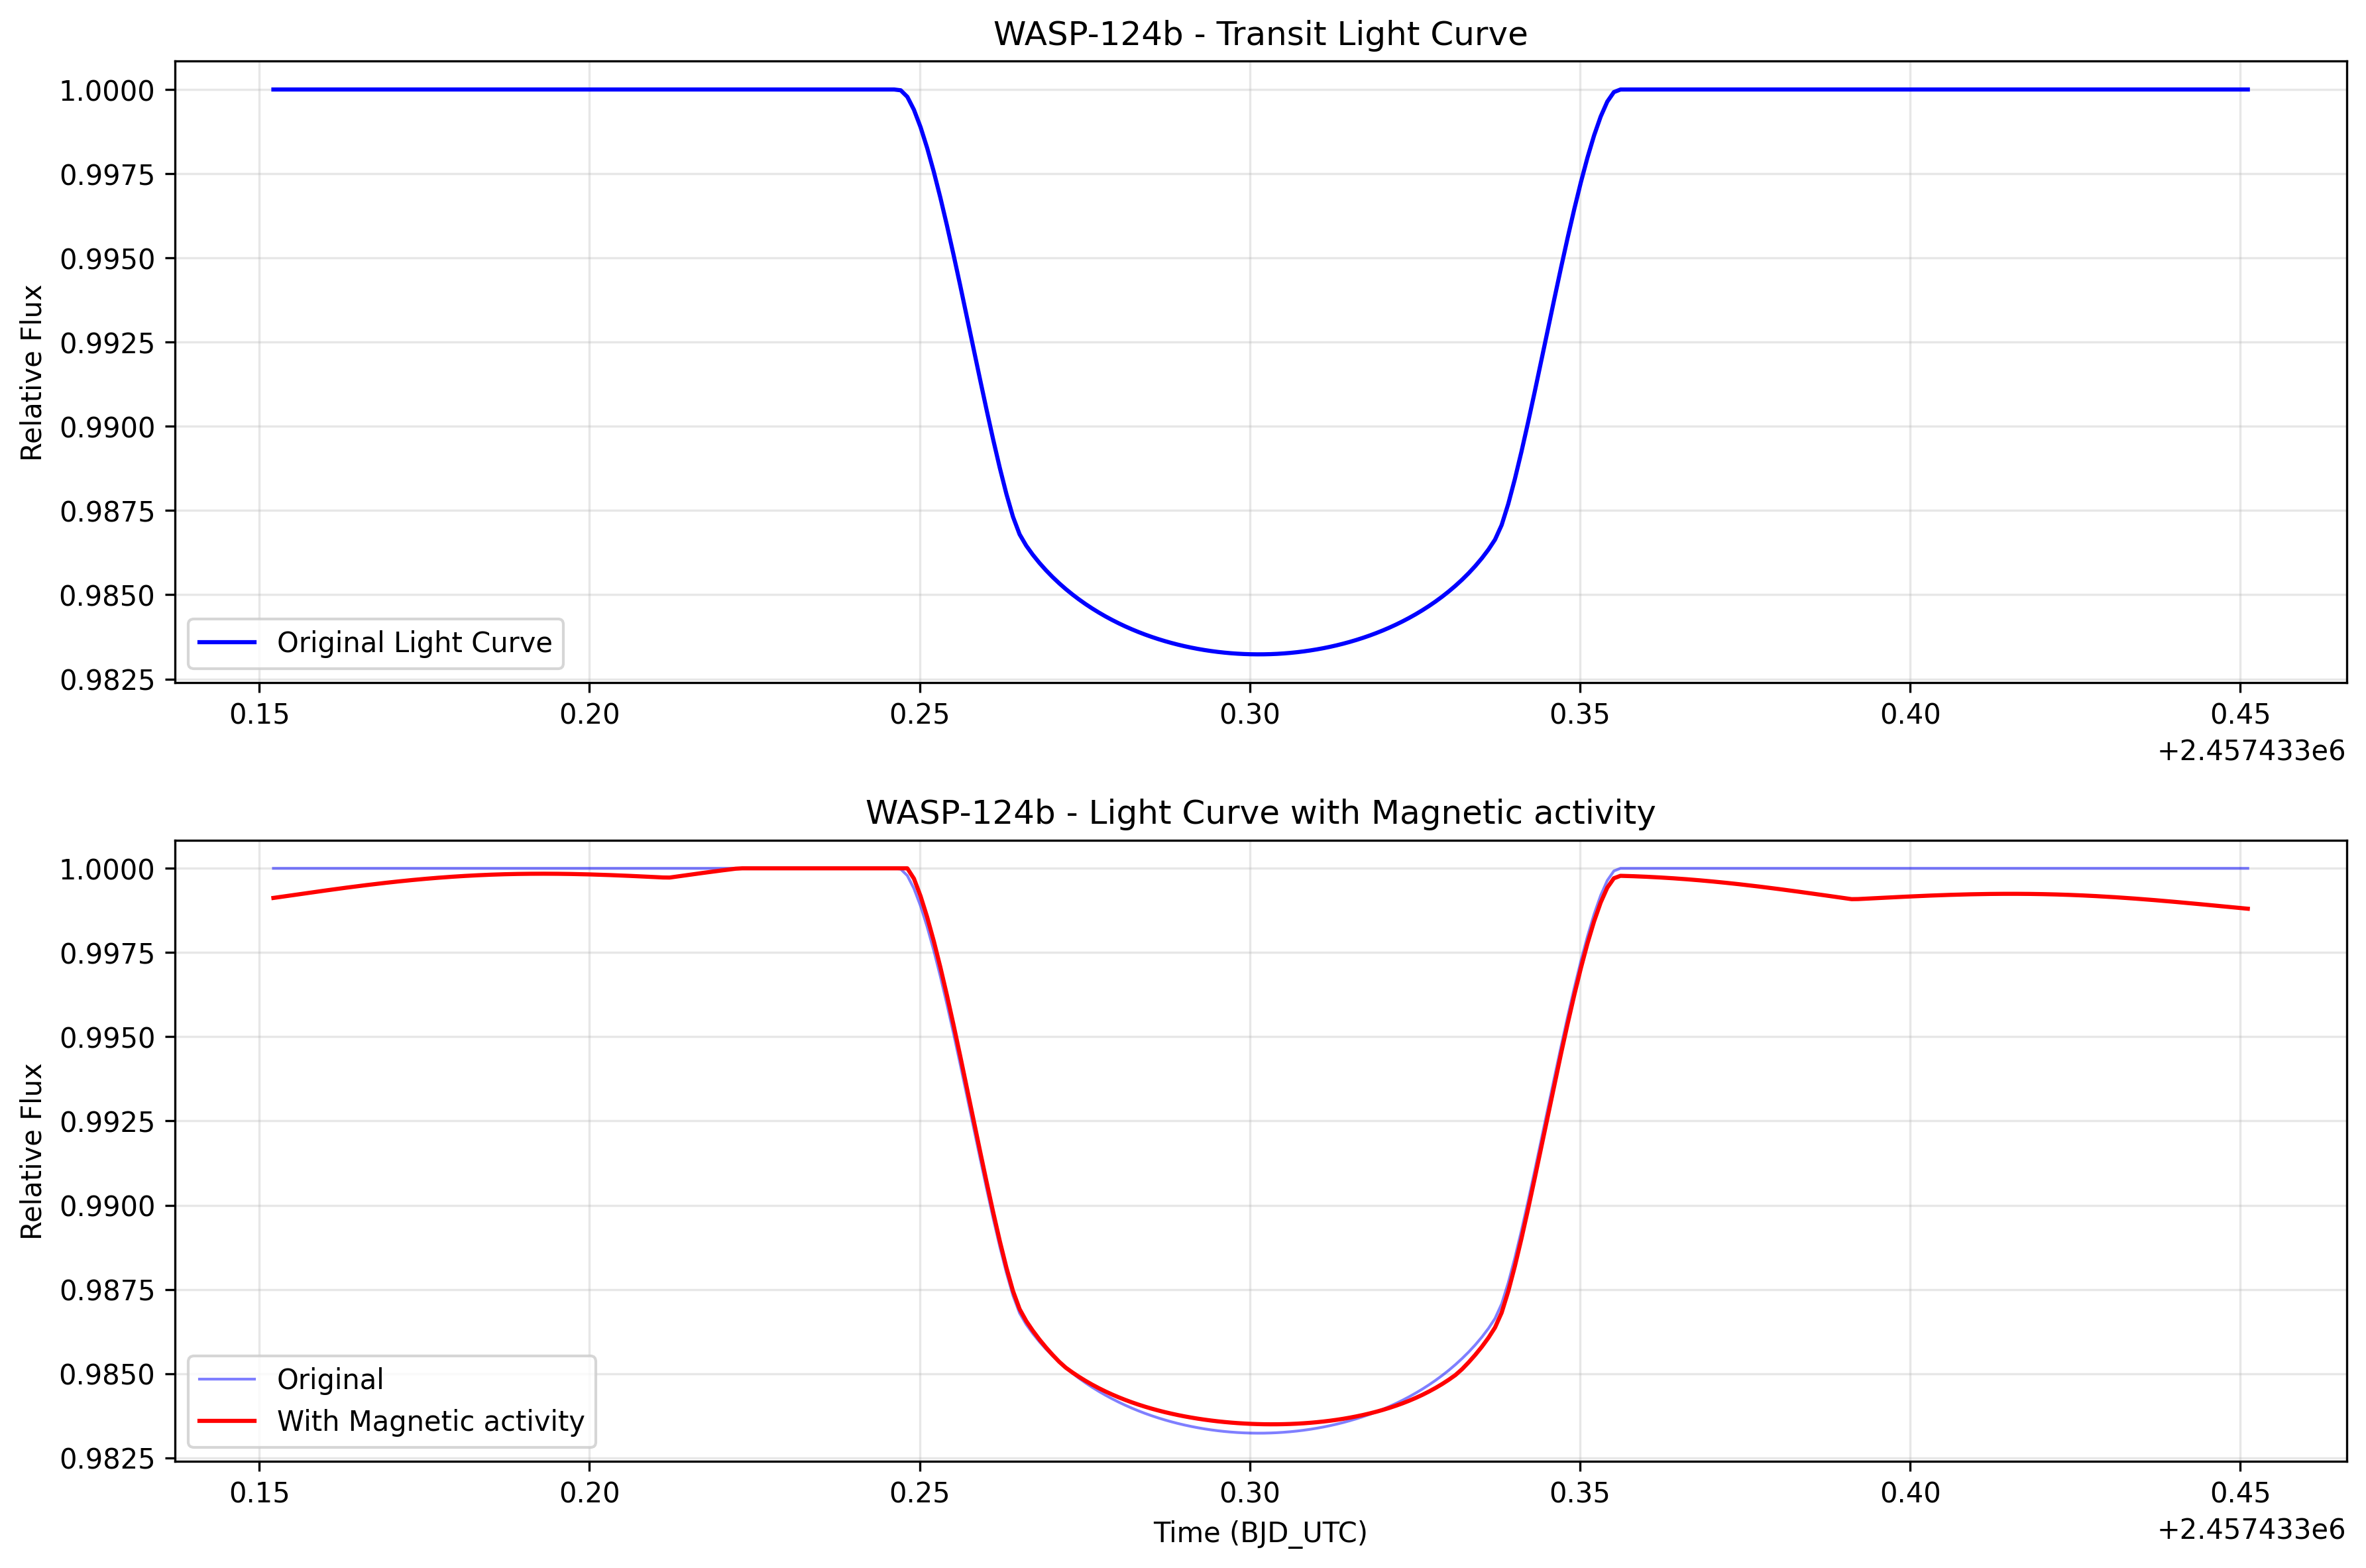 WASP-124b - Transit Light Curve
1.0000
0.9975
0.9950
0.9925
0.9900
0.9875
0.9850
0.9825
Relative Flux
Original Light Curve
0.15 0.20 0.25 0.30 0.35 0.40 0.45
+2.457433e6
WASP-124b - Light Curve with Magnetic activity
1.0000
0.9975
0.9950
0.9925
0.9900
0.9875
0.9850
0.9825
Relative Flux
Original
With Magnetic activity
0.15 0.20 0.25 0.30 0.35 0.40 0.45
+2.457433e6
Time (BJD_UTC)